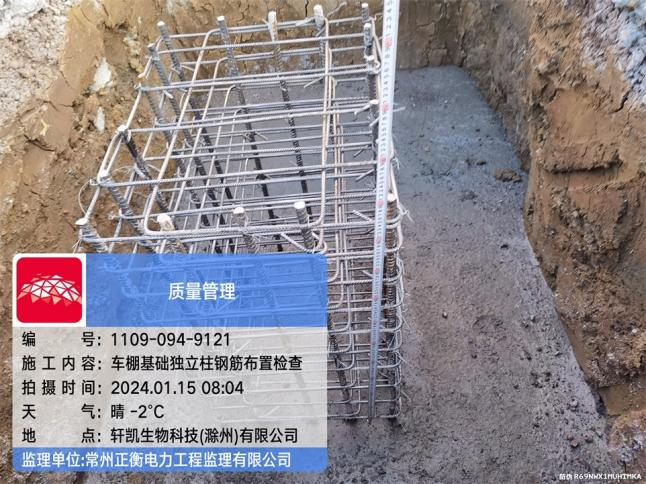 质量管理
编 号：1109-094-9121
施工内容：车棚基础独立柱钢筋布置检查
拍摄时间：2024.01.15 08:04
天 气：晴 -2°C
地 点：轩凯生物科技(滁州)有限公司
监理单位:常州正衡电力工程监理有限公司
防伪 R69NWX1MUHIMKA